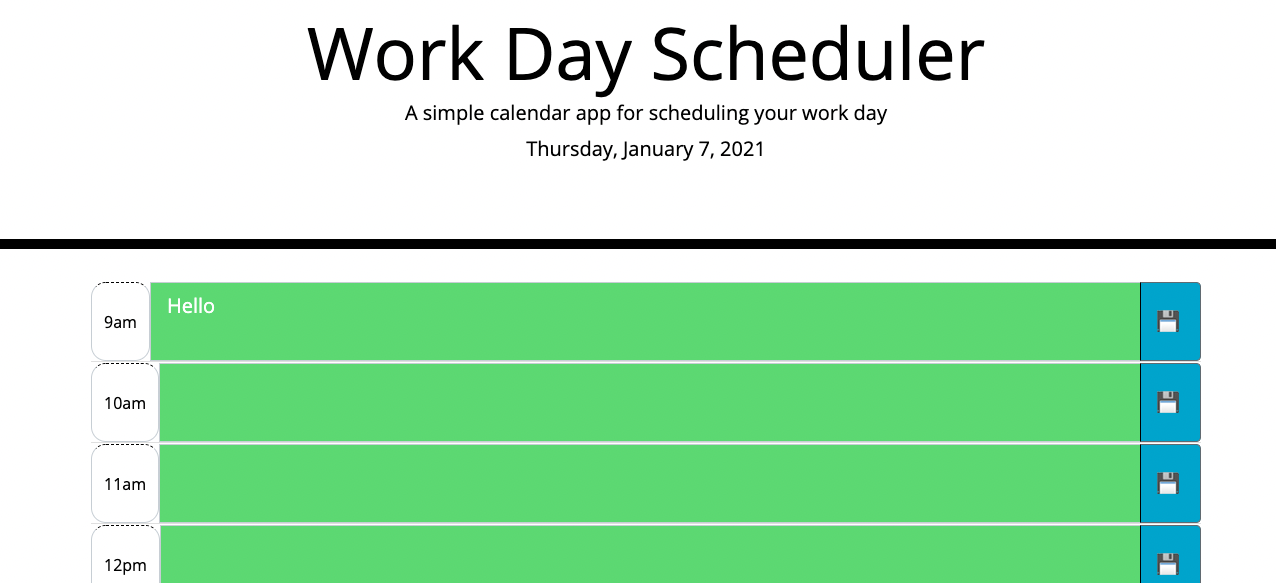 Work Day Scheduler
A simple calendar app for scheduling your work day
Thursday, January 7, 2021
9am
Hello
10am
11am
12pm